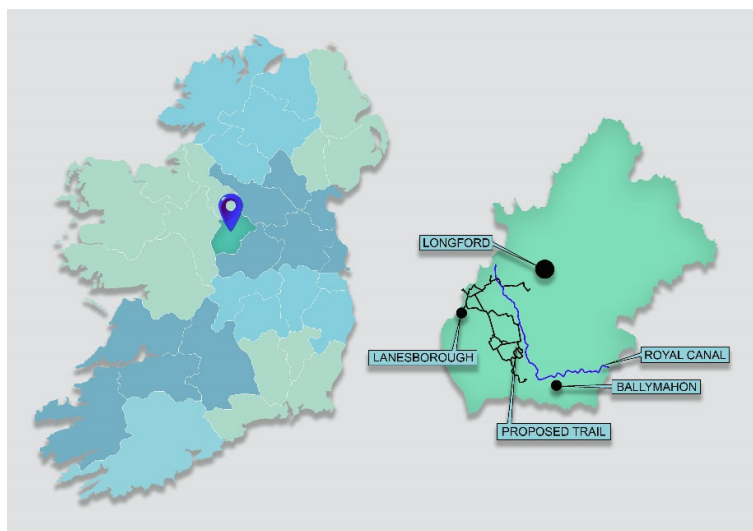 LONGFORD
LANESBOROUGH
ROYAL CANAL
BALLYMAHON
PROPOSED TRAIL